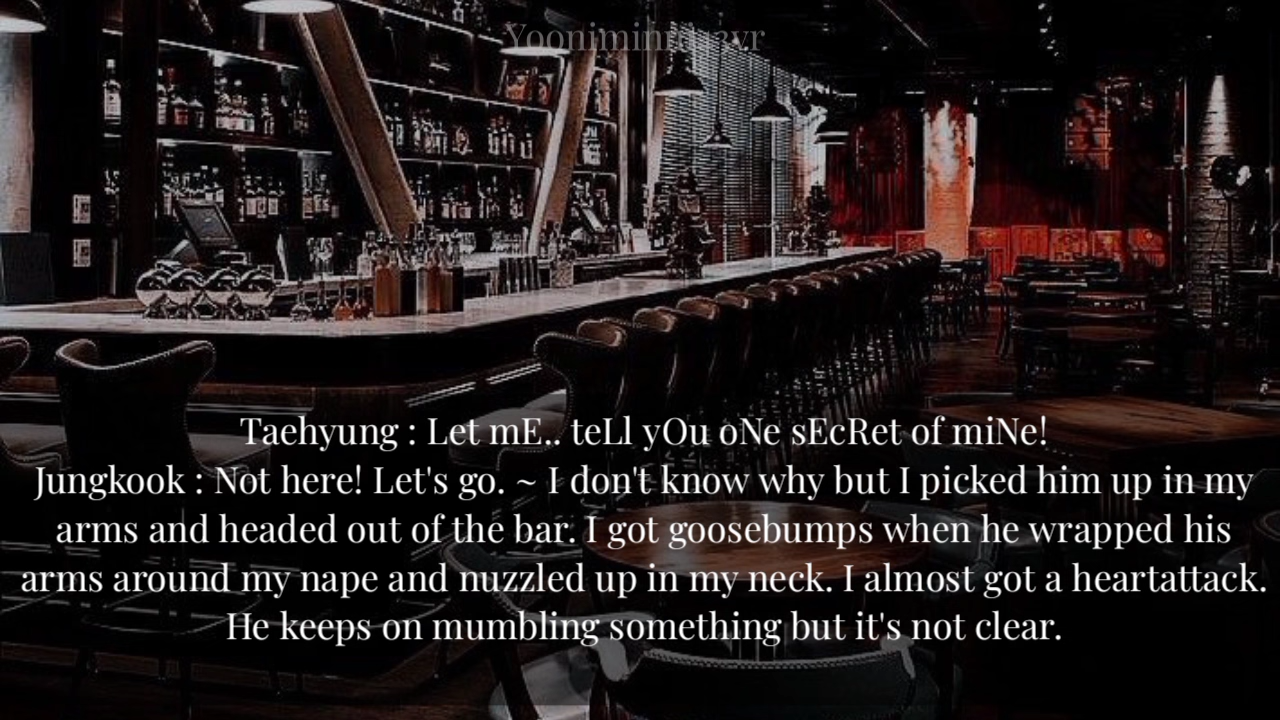 Taehyung : Let mE.. teLl yOu oNe sEcRet of miNe!
Jungkook : Not here! Let's go. ~ I don't know why but I picked him up in my
arms and headed out of the bar. I got goosebumps when he wrapped his
arms around my nape and nuzzled up in my neck. I almost got a heartattack.
He keeps on mumbling something but it's not clear.